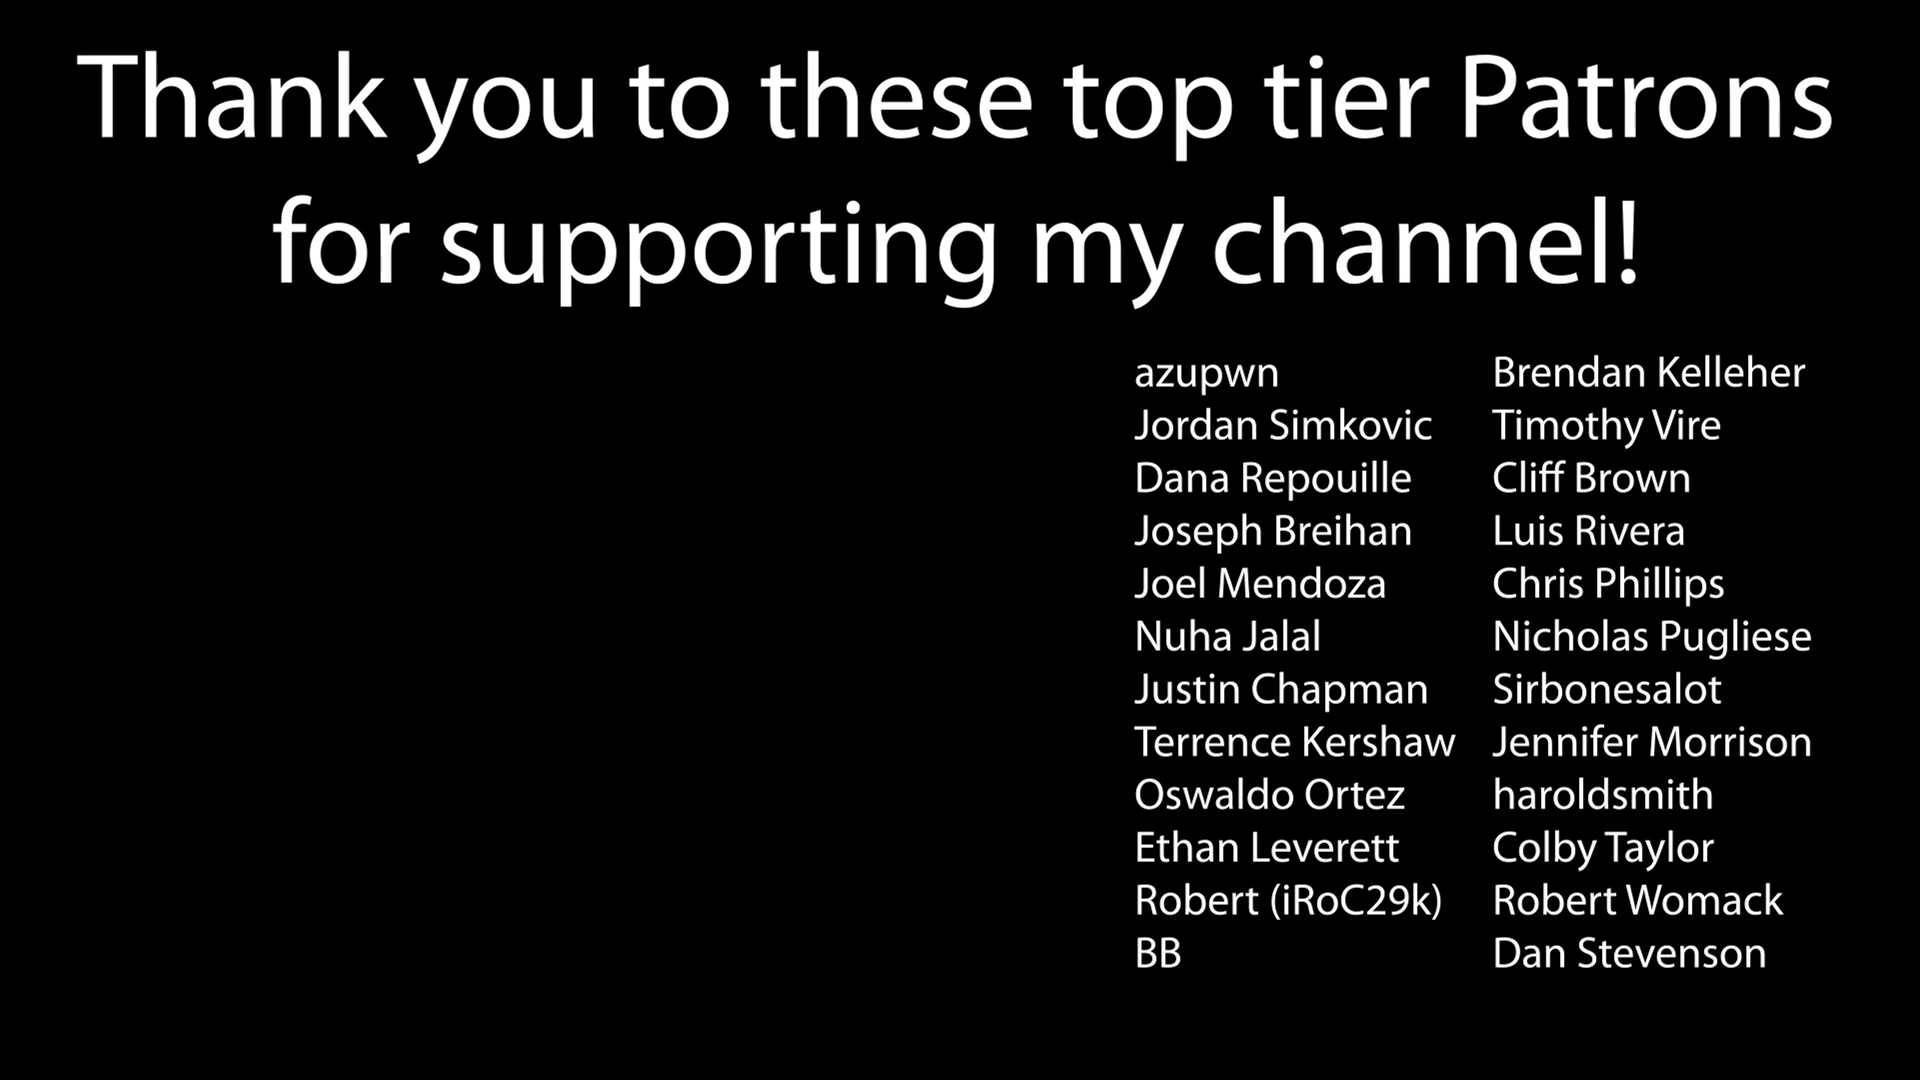 Thank you to these top tier Patrons
for supporting my channel!
azupwn
Jordan Simkovic
Dana Repouille
Joseph Breihan
Joel Mendoza
Nuha Jalal
Justin Chapman
Terrence Kershaw
Oswaldo Ortez
Ethan Leverett
Robert (iRoC29k)
BB
Brendan Kelleher
Timothy Vire
Cliff Brown
Luis Rivera
Chris Phillips
Nicholas Pugliese
Sirbonesalot
Jennifer Morrison
haroldsmith
Colby Taylor
Robert Womack
Dan Stevenson